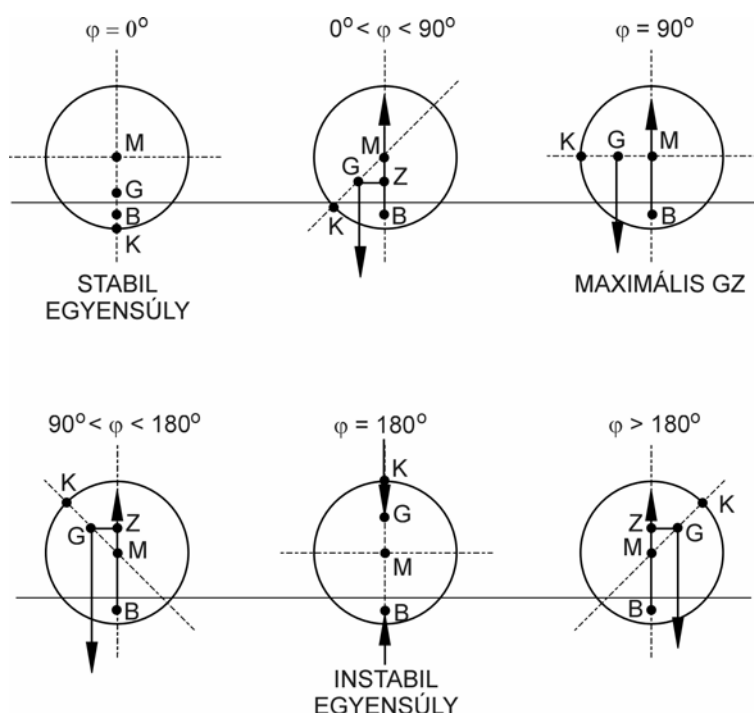 φ = 0°
0° < φ < 90°
φ = 90°
M
G
B
K
M
G
Z
K
B
K
G
M
B
STABIL
EGYENSÚLY
MAXIMÁLIS GZ
90° < φ < 180°
φ = 180°
φ > 180°
K
G
Z
M
B
K
G
M
B
K
Z
G
M
B
INSTABIL
EGYENSÚLY